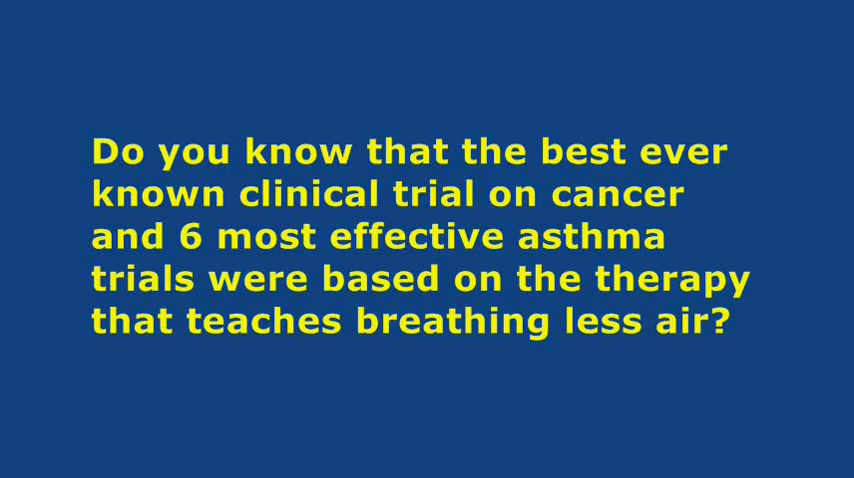 Do you know that the best ever
known clinical trial on cancer
and 6 most effective asthma
trials were based on the therapy
that teaches breathing less air?